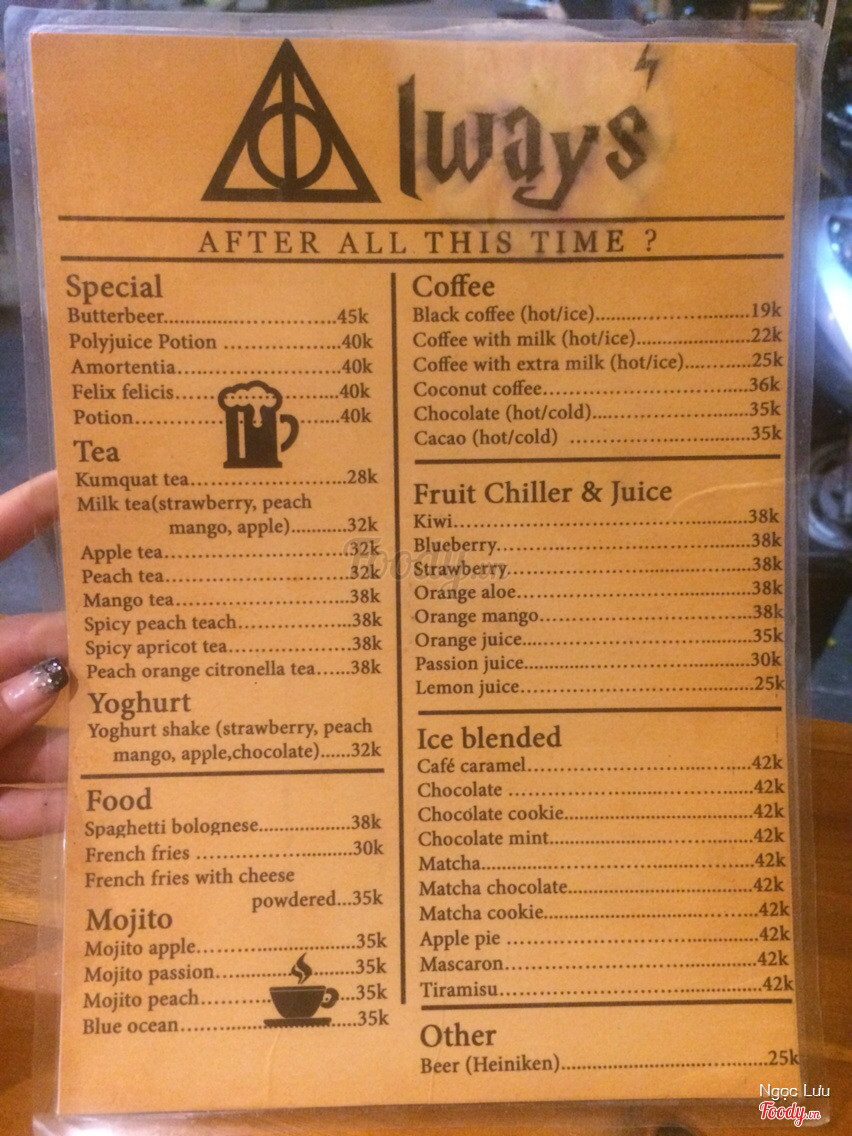 Always
AFTER ALL THIS TIME ?
Special
Butterbeer..........................45k
Polyjuice Potion ..................40k
Amortentia.........................40k
Felix felicis.........................40k
Potion...............................40k
Tea
Kumquat tea.........................28k
Milk tea(strawberry, peach
mango, apple)............32k
Apple tea............................32k
Peach tea............................32k
Mango tea..........................38k
Spicy peach teach.................38k
Spicy apricot tea...................38k
Peach orange citronella tea......38k
Yoghurt
Yoghurt shake (strawberry, peach
mango, apple,chocolate)......32k
Food
Spaghetti bolognese..................38k
French fries ..........................30k
French fries with cheese
powdered...35k
Mojito
Mojito apple.........................35k
Mojito passion.......................35k
Mojito peach.........................35k
Blue ocean...........................35k
Coffee
Black coffee (hot/ice)..........................19k
Coffee with milk (hot/ice)...................22k
Coffee with extra milk (hot/ice)...........25k
Coconut coffee.................................36k
Chocolate (hot/cold)..........................35k
Cacao (hot/cold) .............................35k
Fruit Chiller & Juice
Kiwi...............................................38k
Blueberry........................................38k
Strawberry......................................38k
Orange aloe.....................................38k
Orange mango..................................38k
Orange juice....................................35k
Passion juice....................................30k
Lemon juice.....................................25k
Ice blended
Café caramel...................................42k
Chocolate ......................................42k
Chocolate cookie..............................42k
Chocolate mint................................42k
Matcha..........................................42k
Matcha chocolate.............................42k
Matcha cookie.................................42k
Apple pie .......................................42k
Mascaron.......................................42k
Tiramisu........................................42k
Other
Beer (Heiniken)................................25k
Foody.vn
Ngọc Lưu
Foody.vn